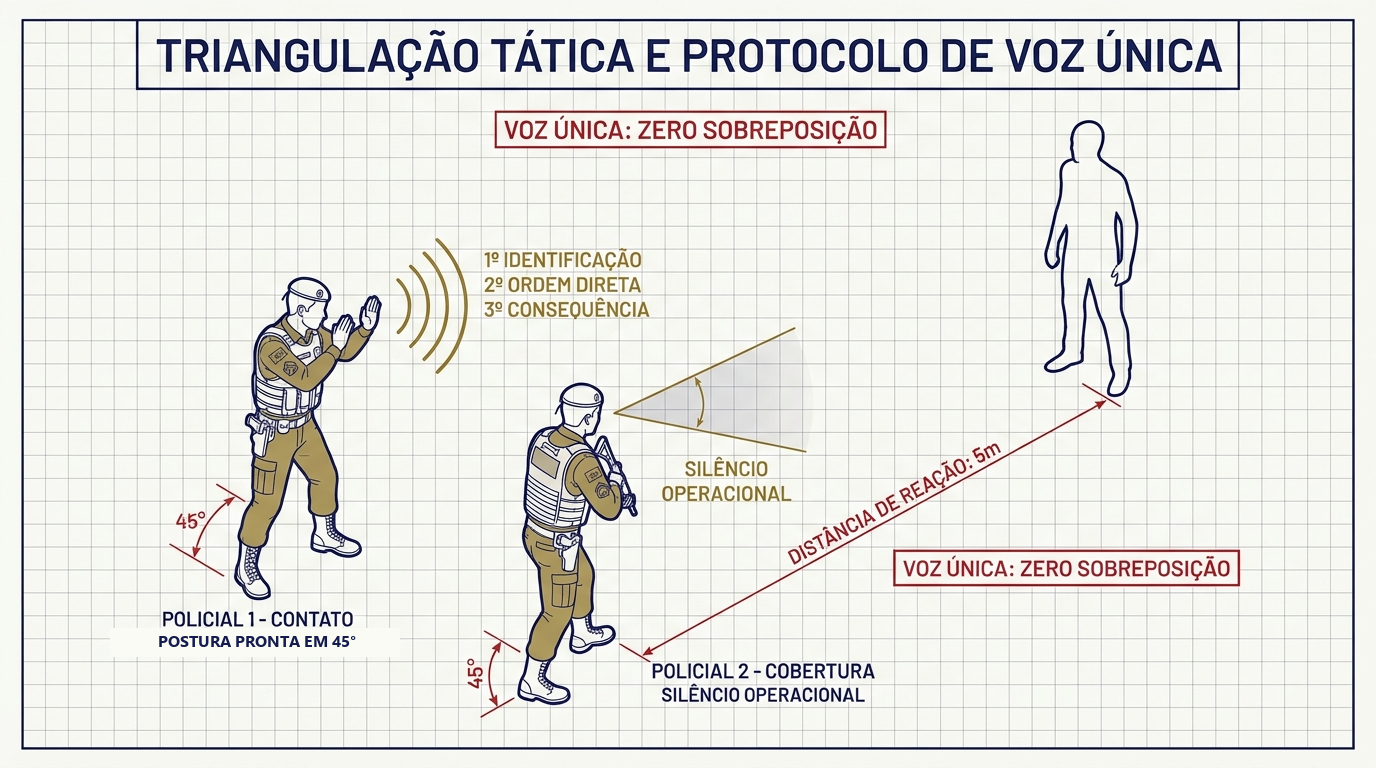 TRIANGULAÇÃO TÁTICA E PROTOCOLO DE VOZ ÚNICA
VOZ ÚNICA: ZERO SOBREPOSIÇÃO
1º IDENTIFICAÇÃO
2º ORDEM DIRETA
3º CONSEQUÊNCIA
SILÊNCIO
OPERACIONAL
DISTÂNCIA DE REAÇÃO: 5m
45°
VOZ ÚNICA: ZERO SOBREPOSIÇÃO
POLICIAL 1 - CONTATO
POSTURA PRONTA EM 45°
45°
POLICIAL 2 - COBERTURA
SILÊNCIO OPERACIONAL